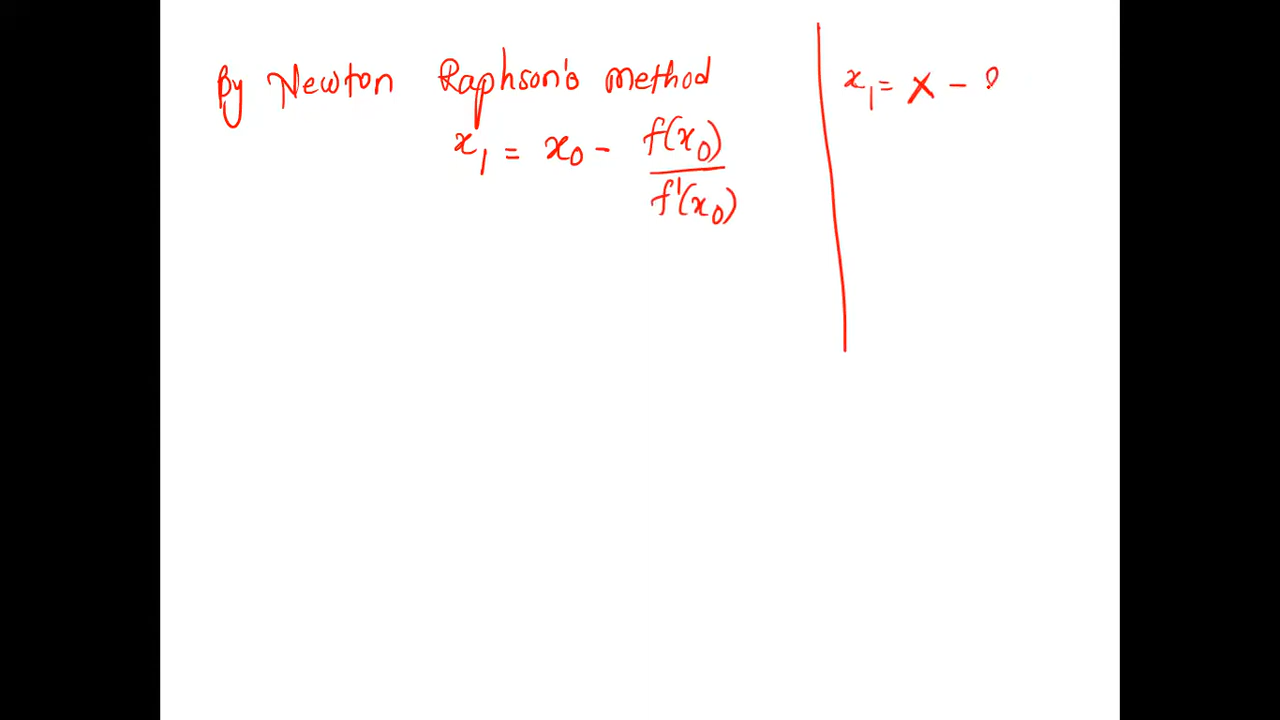 By Newton Raphson's method
x₁ = x₀ - f(x₀) / f'(x₀)
x₁ = X -